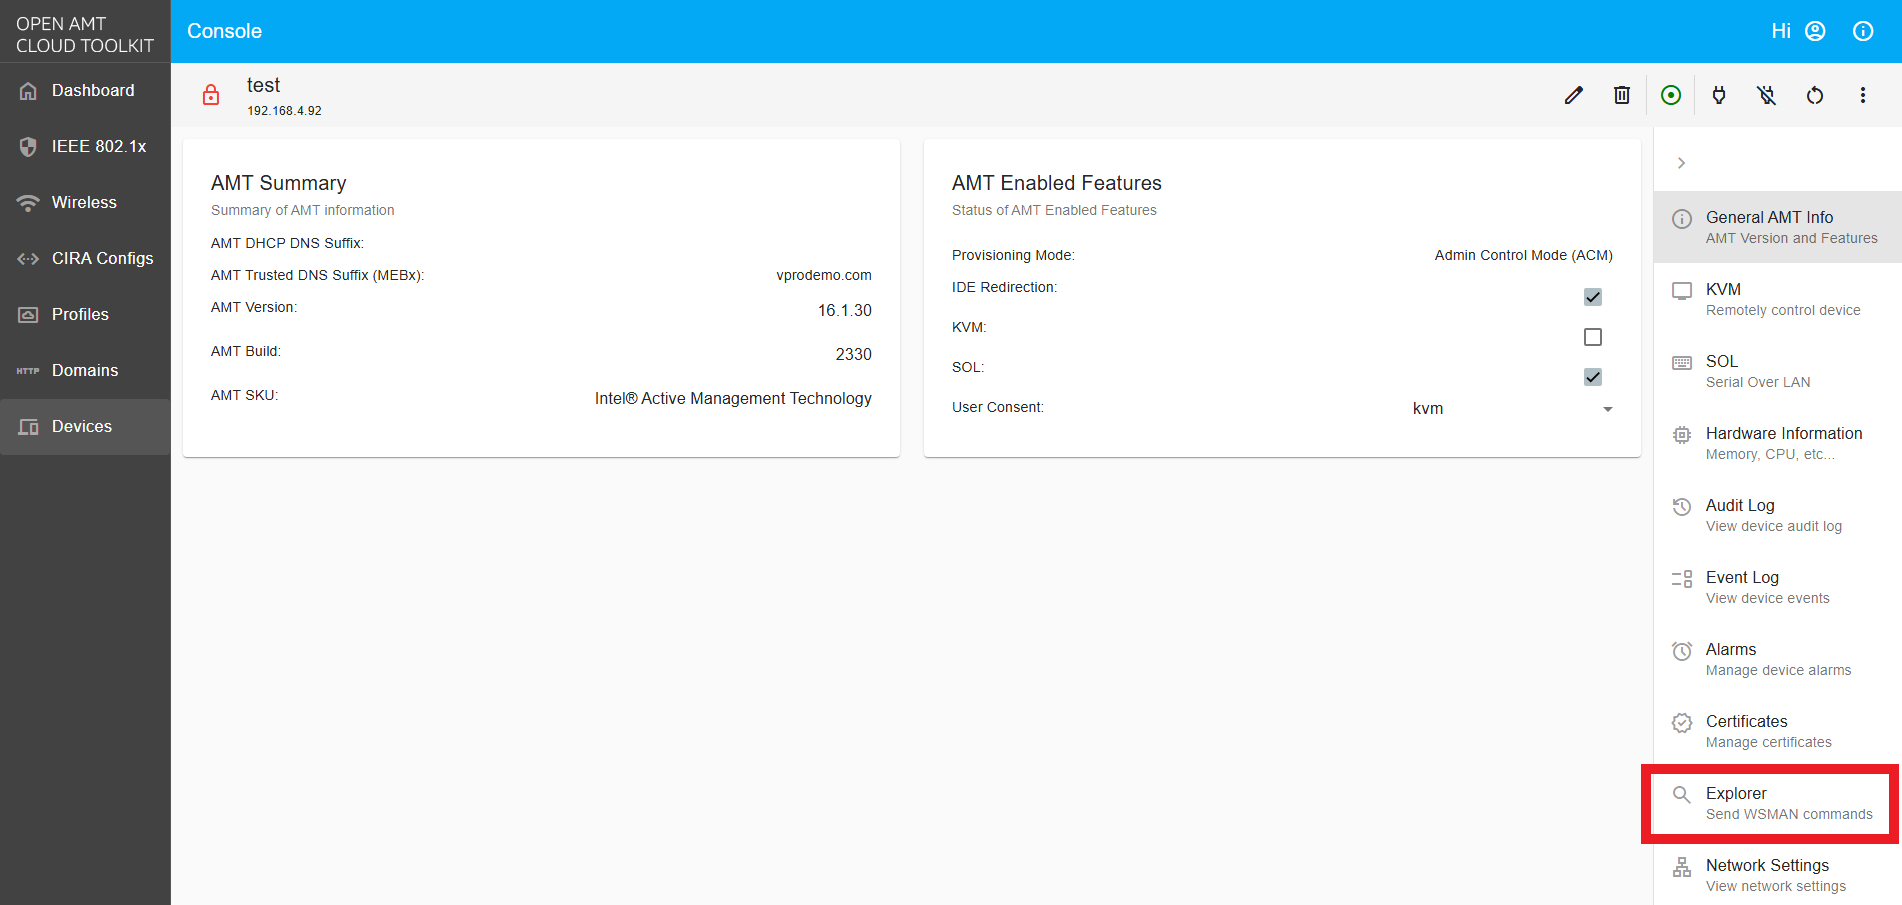 OPEN AMT
CLOUD TOOLKIT
Console
Hi
Dashboard
IEEE 802.1x
Wireless
CIRA Configs
Profiles
HTTP Domains
Devices
test
192.168.4.92
AMT Summary
Summary of AMT information
AMT DHCP DNS Suffix:
AMT Trusted DNS Suffix (MEBx): vprodemo.com
AMT Version: 16.1.30
AMT Build: 2330
AMT SKU: Intel® Active Management Technology
AMT Enabled Features
Status of AMT Enabled Features
Provisioning Mode: Admin Control Mode (ACM)
IDE Redirection:
KVM:
SOL:
User Consent: kvm
General AMT Info
AMT Version and Features
KVM
Remotely control device
SOL
Serial Over LAN
Hardware Information
Memory, CPU, etc...
Audit Log
View device audit log
Event Log
View device events
Alarms
Manage device alarms
Certificates
Manage certificates
Explorer
Send WSMAN commands
Network Settings
View network settings